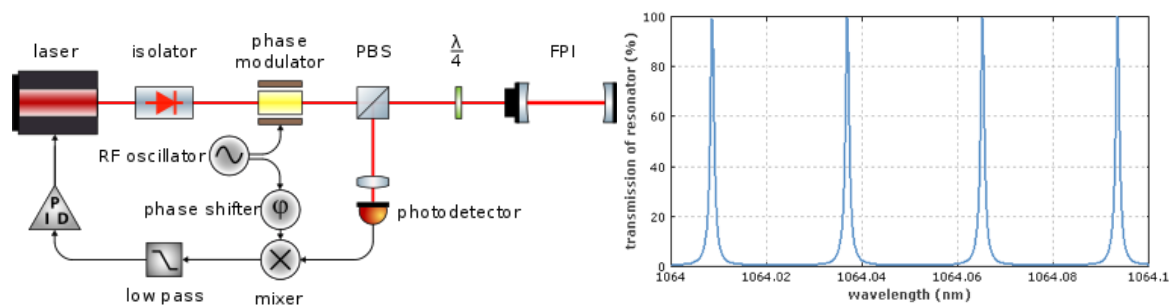 laser
isolator
phase
modulator
PBS
λ
4
FPI
RF oscillator
phase shifter
φ
photodetector
P
I D
low pass
mixer
transmission of resonator (%)
100
80
60
40
20
0
1064
1064.02
1064.04
1064.06
1064.08
1064.1
wavelength (nm)